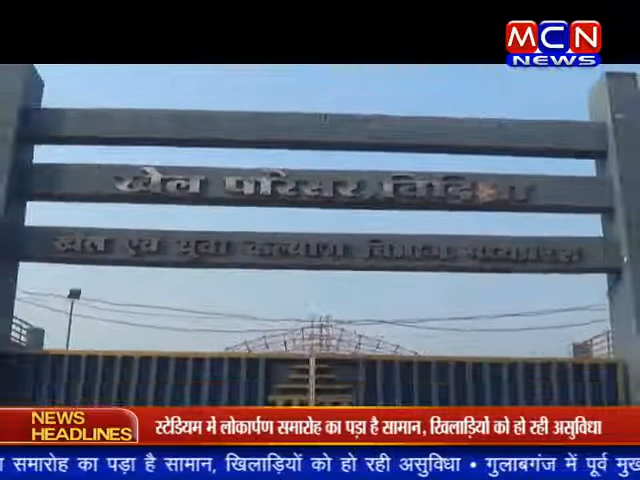 MCN
NEWS
खेल परिसर, विदिशा
खेल एवं युवा कल्याण विभाग मध्यप्रदेश
NEWS
HEADLINES
स्टेडियम में लोकार्पण समारोह का पड़ा है सामान, खिलाड़ियों को हो रही असुविधा
समारोह का पड़ा है सामान, खिलाड़ियों को हो रही असुविधा • गुलाबगंज में पूर्व मुख